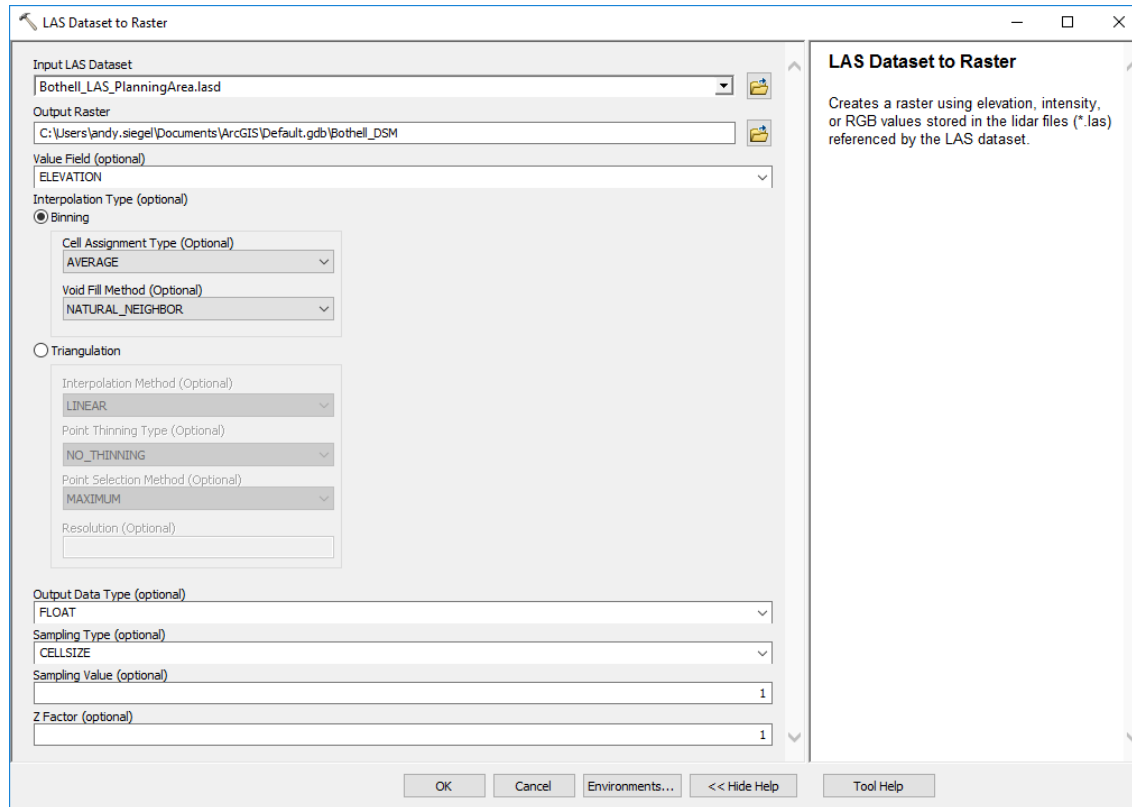 LAS Dataset to Raster
Input LAS Dataset
Bothell_LAS_PlanningArea.lasd
Output Raster
C:\Users\andy.siegel\Documents\ArcGIS\Default.gdb\Bothell_DSM
Value Field (optional)
ELEVATION
Interpolation Type (optional)
Binning
Cell Assignment Type (Optional)
AVERAGE
Void Fill Method (Optional)
NATURAL_NEIGHBOR
Triangulation
Interpolation Method (Optional)
LINEAR
Point Thinning Type (Optional)
NO_THINNING
Point Selection Method (Optional)
MAXIMUM
Resolution (Optional)
Output Data Type (optional)
FLOAT
Sampling Type (optional)
CELLSIZE
Sampling Value (optional)
1
Z Factor (optional)
1
OK
Cancel
Environments...
<< Hide Help
Tool Help
LAS Dataset to Raster
Creates a raster using elevation, intensity,
or RGB values stored in the lidar files (*.las)
referenced by the LAS dataset.